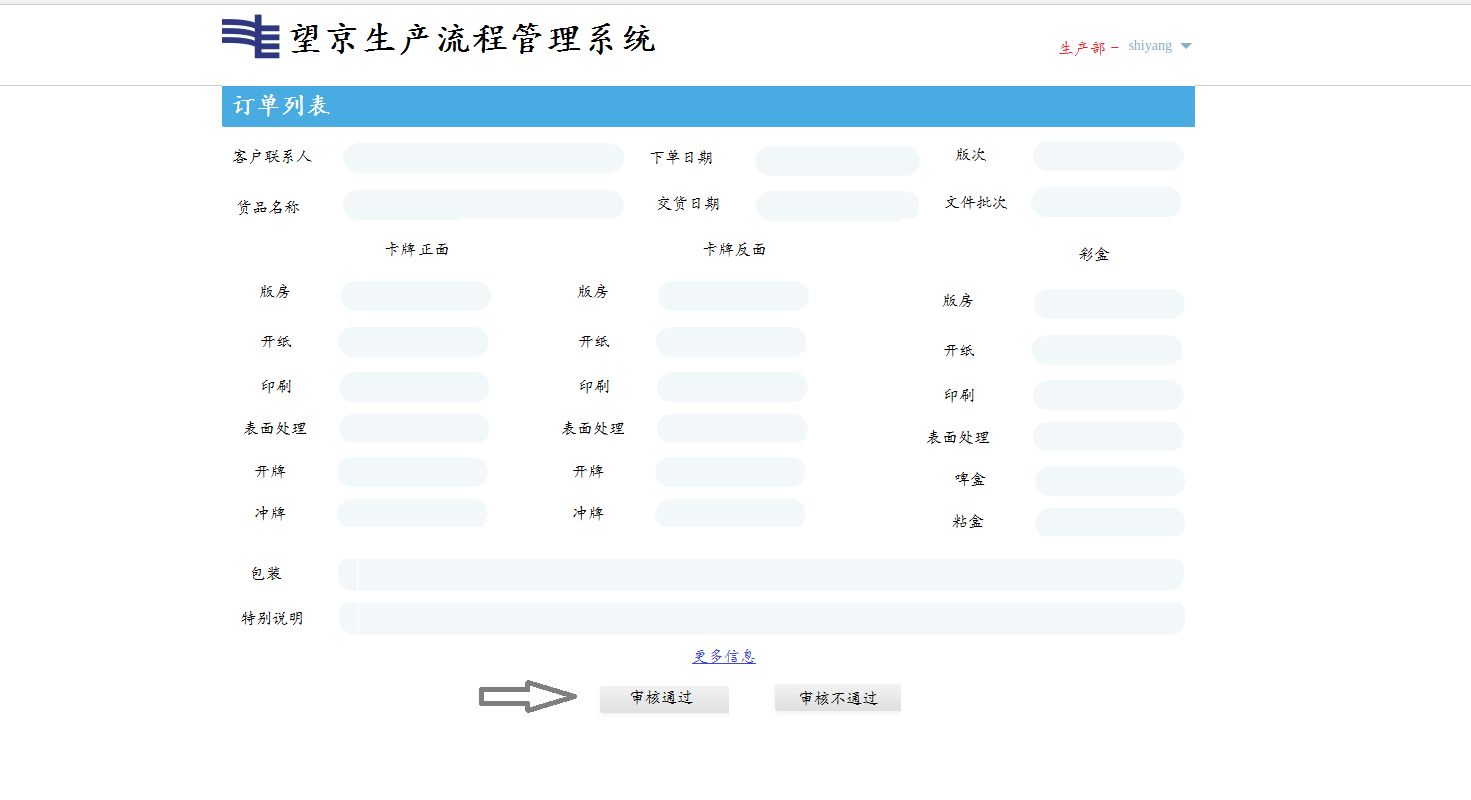 望京生产流程管理系统
生产部 – shiyang
订单列表
客户联系人 下单日期 版次
货品名称 交货日期 文件批次
卡牌正面 卡牌反面 彩盒
版房 版房 版房
开纸 开纸 开纸
印刷 印刷 印刷
表面处理 表面处理 表面处理
开牌 开牌 啤盒
冲牌 冲牌 粘盒
包装
特别说明
更多信息
审核通过 审核不通过